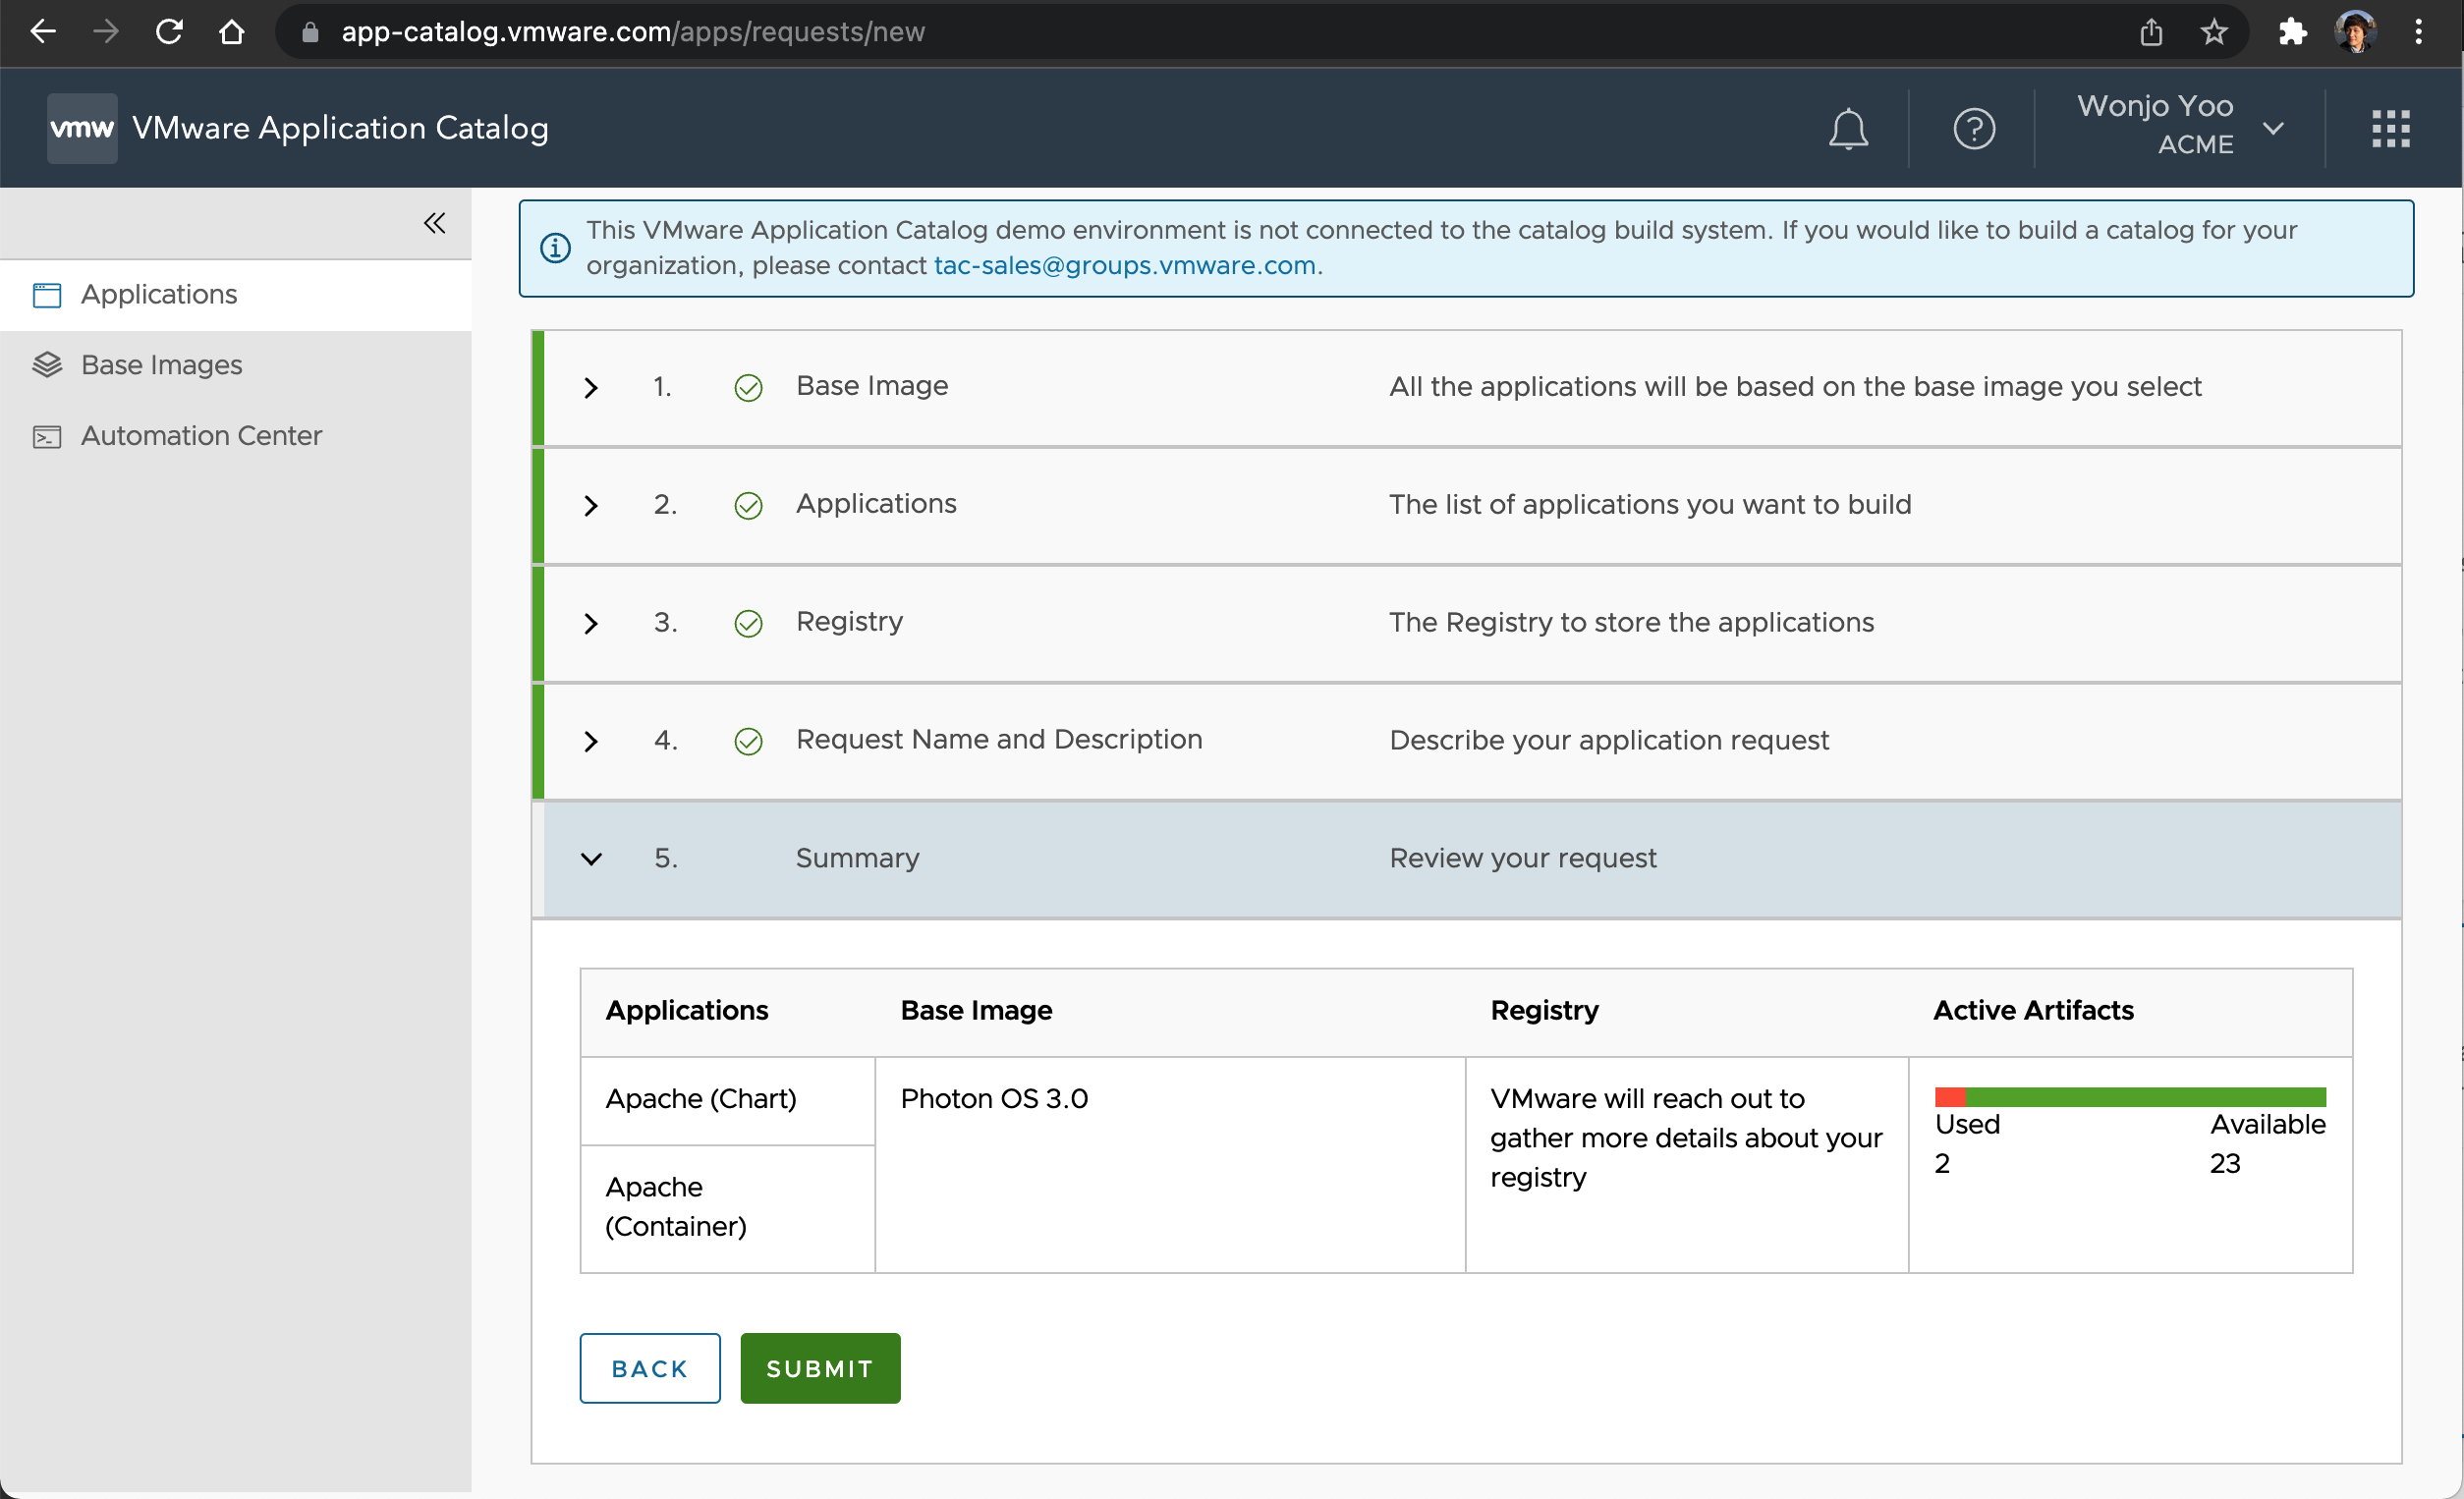 app-catalog.vmware.com/apps/requests/new
vmw VMware Application Catalog
Wonjo Yoo
ACME
This VMware Application Catalog demo environment is not connected to the catalog build system. If you would like to build a catalog for your
organization, please contact tac-sales@groups.vmware.com.
Applications
Base Images
Automation Center
1. Base Image All the applications will be based on the base image you select
2. Applications The list of applications you want to build
3. Registry The Registry to store the applications
4. Request Name and Description Describe your application request
5. Summary Review your request
Applications Base Image Registry Active Artifacts
Apache (Chart)
Apache
(Container)
Photon OS 3.0
VMware will reach out to
gather more details about your
registry
Used Available
2 23
BACK SUBMIT